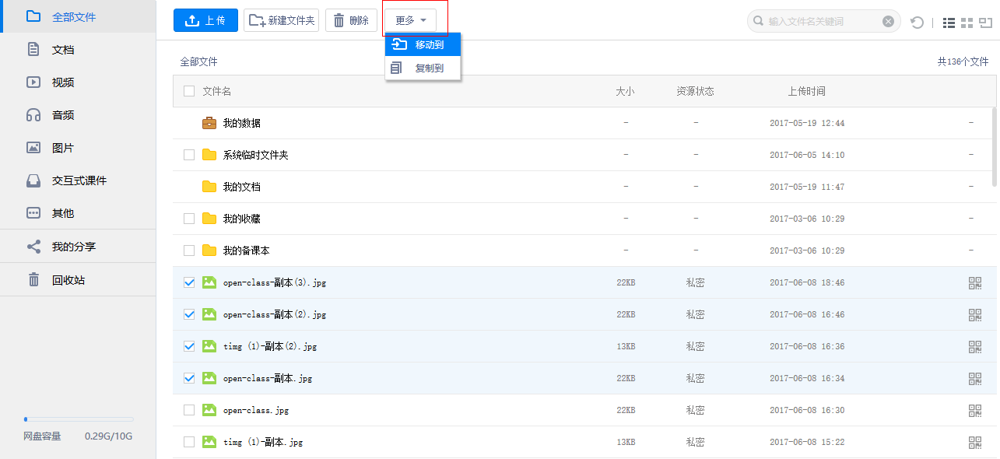 全部文件
文档
视频
音频
图片
交互式课件
其他
我的分享
回收站
网盘容量 0.29G/10G
上传 新建文件夹 删除 更多 输入文件名关键词
移动到
复制到
全部文件 共136个文件
文件名 大小 资源状态 上传时间
我的数据 - - 2017-05-19 12:44 -
系统临时文件夹 - - 2017-06-05 14:10 -
我的文档 - - 2017-05-19 11:47 -
我的收藏 - - 2017-03-06 10:29 -
我的备课本 - - 2017-03-06 10:29 -
open-class-副本(3).jpg 22KB 私密 2017-06-08 18:46
open-class-副本(2).jpg 22KB 私密 2017-06-08 16:46
timg (1)-副本(2).jpg 13KB 私密 2017-06-08 16:36
open-class-副本.jpg 22KB 私密 2017-06-08 16:34
open-class.jpg 22KB 私密 2017-06-08 16:30
timg (1)-副本.jpg 13KB 私密 2017-06-08 15:22